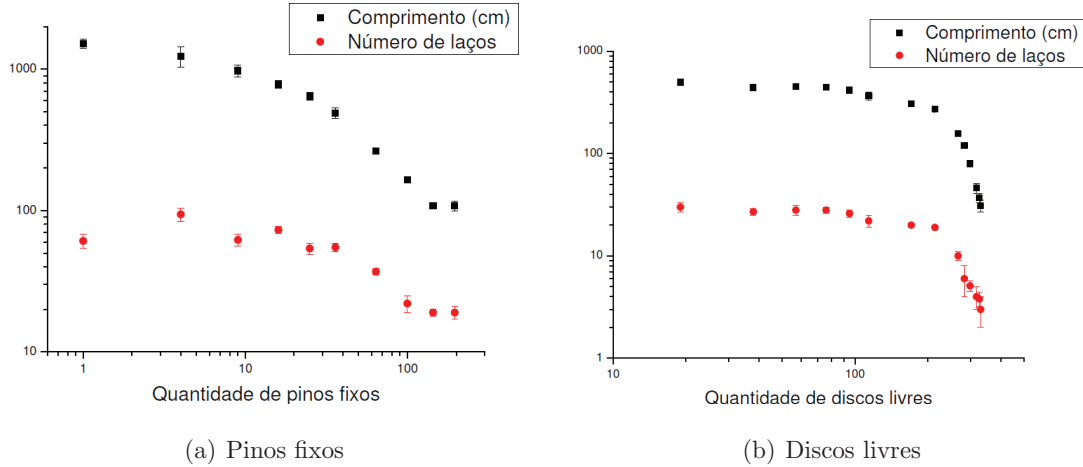 Comprimento (cm)
Número de laços
1000
100
10
1
10
100
Quantidade de pinos fixos
(a) Pinos fixos
Comprimento (cm)
Número de laços
1000
100
10
1
10
100
Quantidade de discos livres
(b) Discos livres